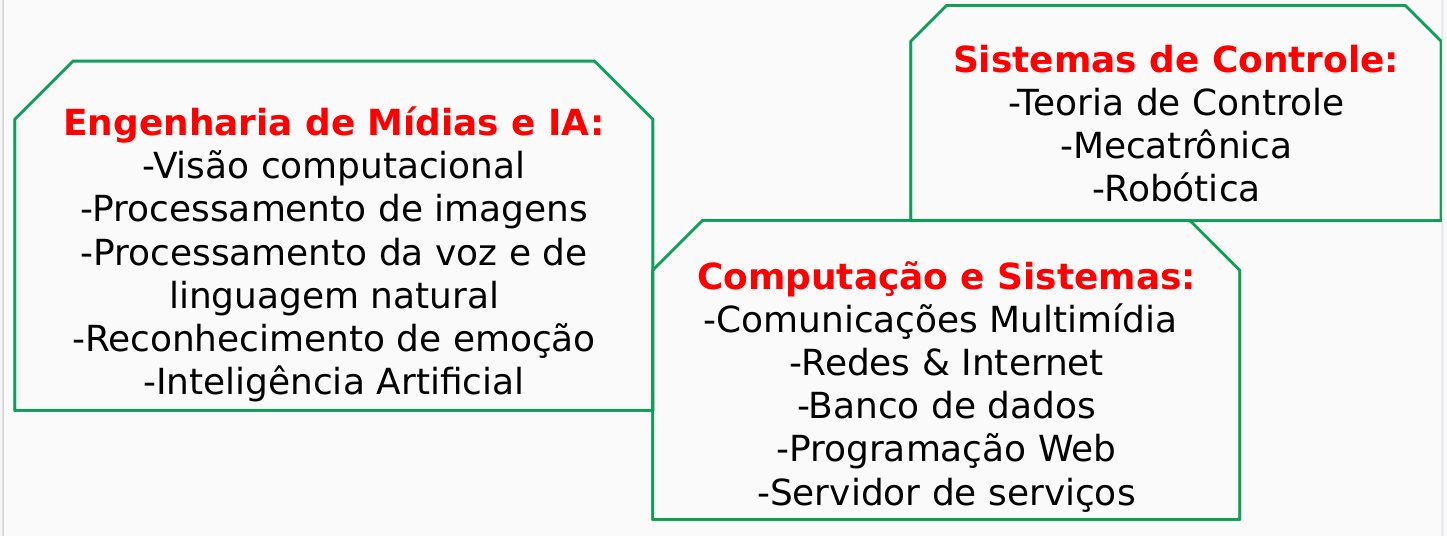 Engenharia de Mídias e IA:
-Visão computacional
-Processamento de imagens
-Processamento da voz e de
linguagem natural
-Reconhecimento de emoção
-Inteligência Artificial
Sistemas de Controle:
-Teoria de Controle
-Mecatrônica
-Robótica
Computação e Sistemas:
-Comunicações Multimídia
-Redes & Internet
-Banco de dados
-Programação Web
-Servidor de serviços